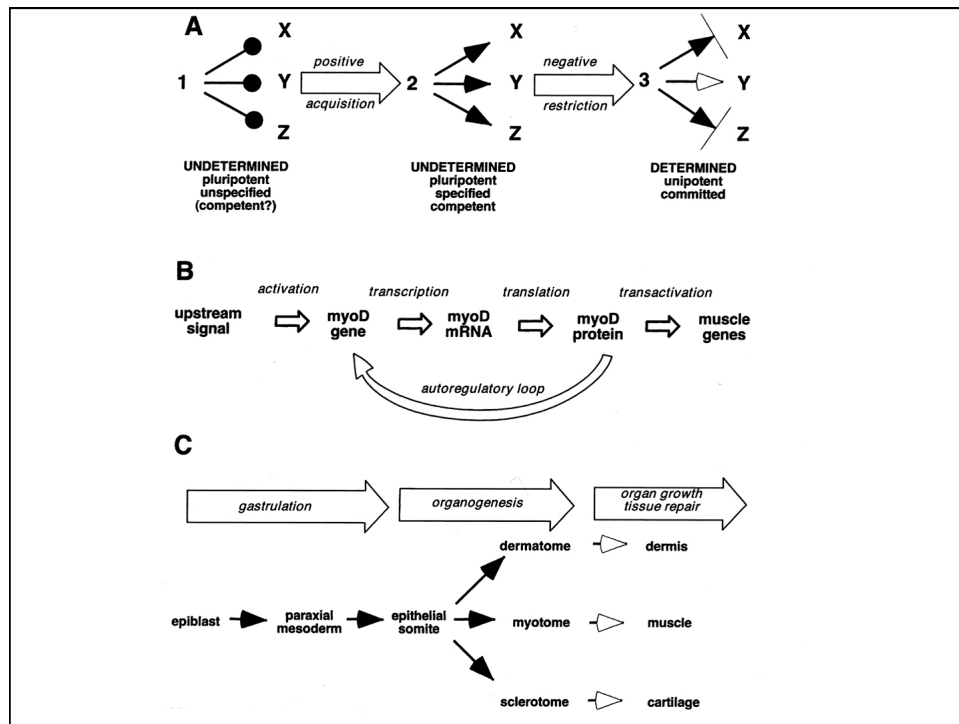 A
X
1
Y
Z
positive
acquisition
X
2
Y
Z
negative
restriction
X
3
Y
Z
UNDETERMINED
pluripotent
unspecified
(competent?)
UNDETERMINED
pluripotent
specified
competent
DETERMINED
unipotent
committed
B
activation
transcription
translation
transactivation
upstream
signal
myoD
gene
myoD
mRNA
myoD
protein
muscle
genes
autoregulatory loop
C
gastrulation
organogenesis
organ growth
tissue repair
dermatome
dermis
epiblast
paraxial
mesoderm
epithelial
somite
myotome
muscle
sclerotome
cartilage